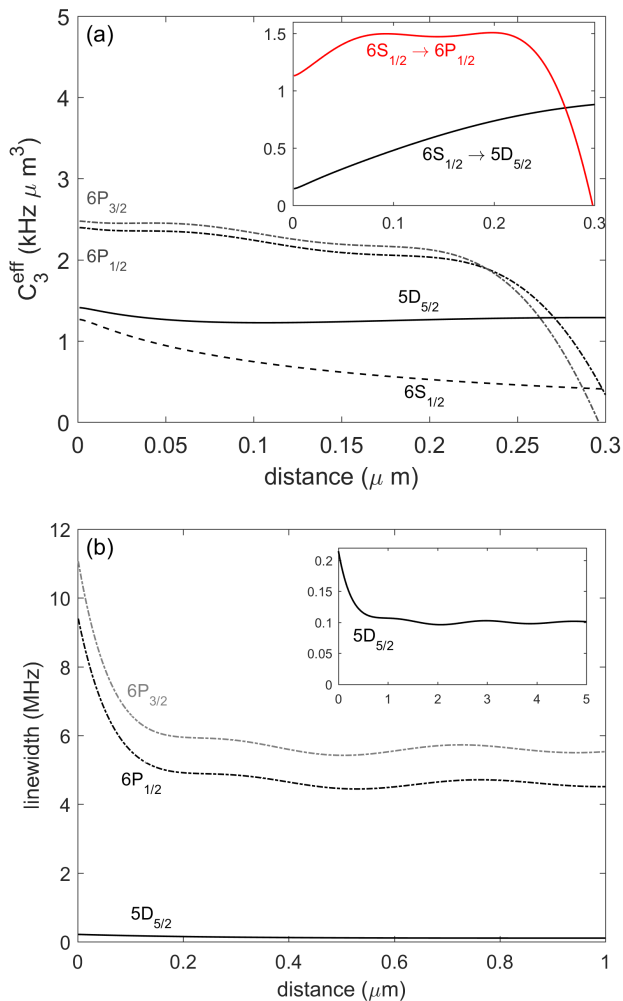 (a)
5
4
3
2
1
0
C₃^eff (kHz μ m³)
0
0.05
0.1
0.15
0.2
0.25
0.3
distance (μ m)
6P₃/₂
6P₁/₂
5D₅/₂
6S₁/₂
1.5
1
0.5
0
0
0.1
0.2
0.3
6S₁/₂ → 6P₁/₂
6S₁/₂ → 5D₅/₂
(b)
12
10
8
6
4
2
0
linewidth (MHz)
0
0.2
0.4
0.6
0.8
1
distance (μm)
6P₃/₂
6P₁/₂
5D₅/₂
0.2
0.15
0.1
0.05
0
0
1
2
3
4
5
5D₅/₂